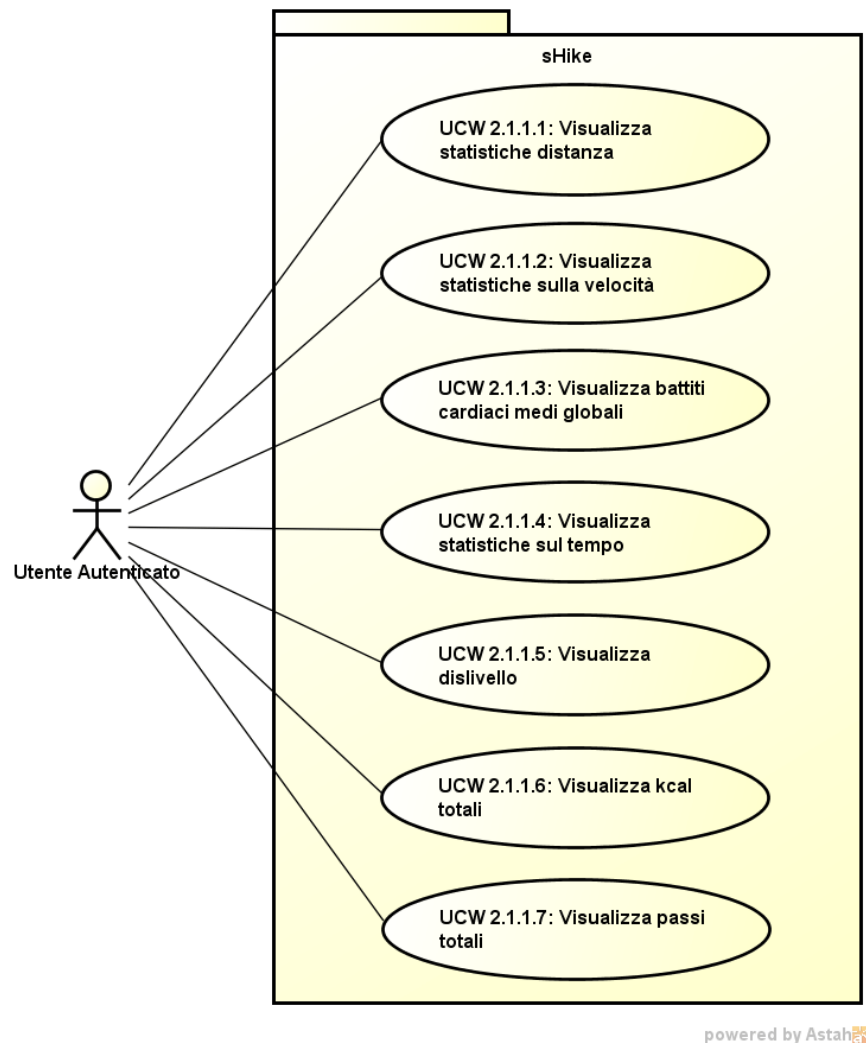 sHike
UCW 2.1.1.1: Visualizza
statistiche distanza
UCW 2.1.1.2: Visualizza
statistiche sulla velocità
UCW 2.1.1.3: Visualizza battiti
cardiaci medi globali
Utente Autenticato
UCW 2.1.1.4: Visualizza
statistiche sul tempo
UCW 2.1.1.5: Visualizza
dislivello
UCW 2.1.1.6: Visualizza kcal
totali
UCW 2.1.1.7: Visualizza passi
totali
powered by Astah